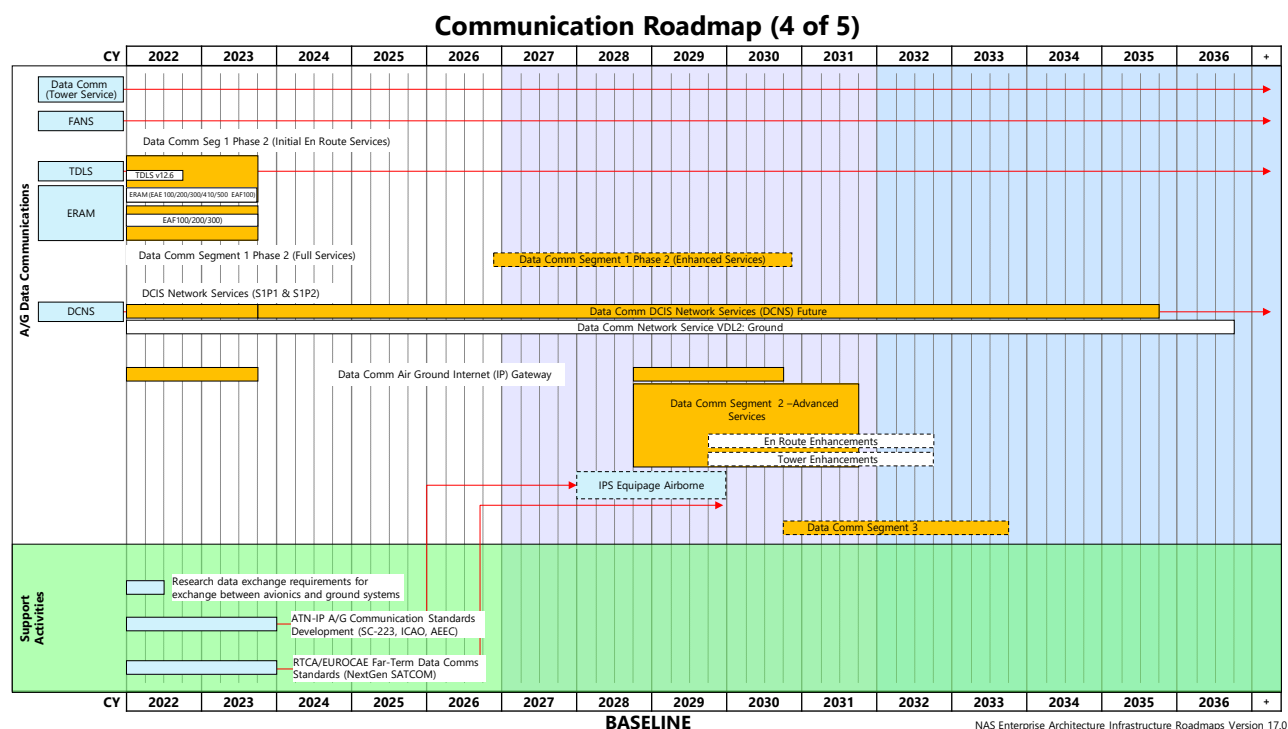 Communication Roadmap (4 of 5)
CY 2022 2023 2024 2025 2026 2027 2028 2029 2030 2031 2032 2033 2034 2035 2036 +
A/G Data Communications
Data Comm
(Tower Service)
FANS
Data Comm Seg 1 Phase 2 (Initial En Route Services)
TDLS
TDLS v12.6
ERAM (EAE 100/200/300/410/500 EAF100)
ERAM
EAF100/200/300)
Data Comm Segment 1 Phase 2 (Full Services)
Data Comm Segment 1 Phase 2 (Enhanced Services)
DCIS Network Services (S1P1 & S1P2)
DCNS
Data Comm DCIS Network Services (DCNS) Future
Data Comm Network Service VDL2: Ground
Data Comm Air Ground Internet (IP) Gateway
Data Comm Segment 2 –Advanced
Services
En Route Enhancements
Tower Enhancements
IPS Equipage Airborne
Data Comm Segment 3
Support
Activities
Research data exchange requirements for
exchange between avionics and ground systems
ATN-IP A/G Communication Standards
Development (SC-223, ICAO, AEEC)
RTCA/EUROCAE Far-Term Data Comms
Standards (NextGen SATCOM)
CY 2022 2023 2024 2025 2026 2027 2028 2029 2030 2031 2032 2033 2034 2035 2036 +
BASELINE
NAS Enterprise Architecture Infrastructure Roadmaps Version 17.0